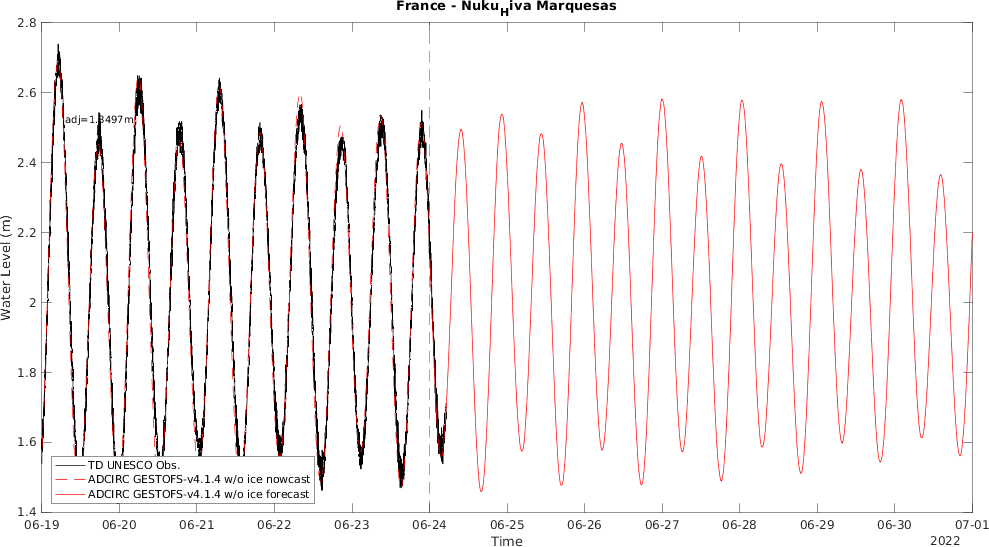 France - Nuku Hiva Marquesas
2.8
2.6
2.4
2.2
2
1.8
1.6
1.4
Water Level (m)
adj=1.3497m
TD UNESCO Obs.
ADCIRC GESTOFS-v4.1.4 w/o ice nowcast
ADCIRC GESTOFS-v4.1.4 w/o ice forecast
06-19 06-20 06-21 06-22 06-23 06-24 06-25 06-26 06-27 06-28 06-29 06-30 07-01
Time
2022